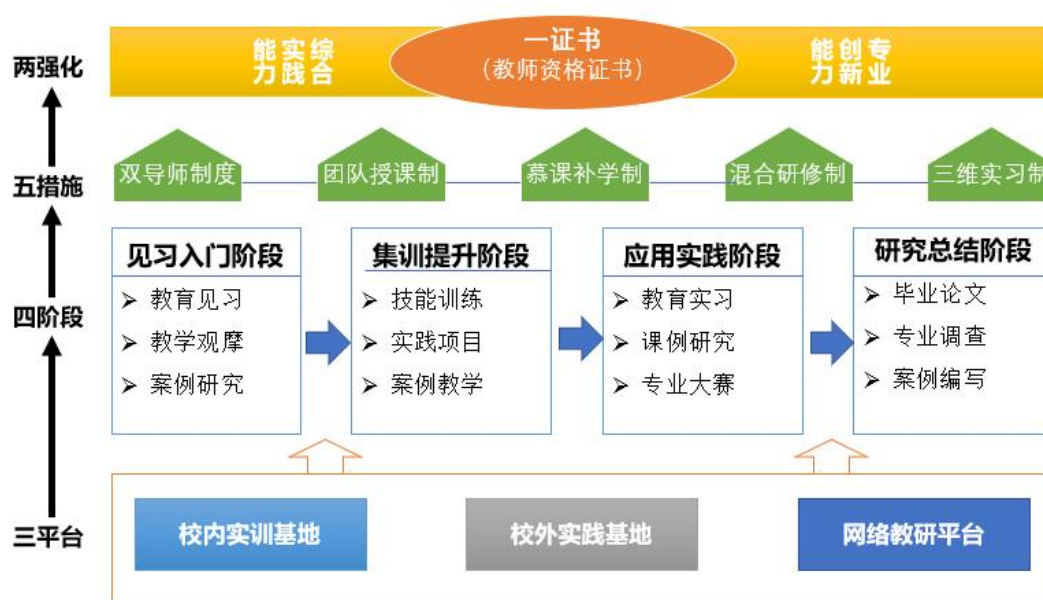 两强化
综合
实践
能力
一证书
（教师资格证书）
专业
创新
能力
五措施
双导师制度
团队授课制
慕课补学制
混合研修制
三维实习制
四阶段
见习入门阶段
➢ 教育见习
➢ 教学观摩
➢ 案例研究
集训提升阶段
➢ 技能训练
➢ 实践项目
➢ 案例教学
应用实践阶段
➢ 教育实习
➢ 课例研究
➢ 专业大赛
研究总结阶段
➢ 毕业论文
➢ 专业调查
➢ 案例编写
三平台
校内实训基地
校外实践基地
网络教研平台